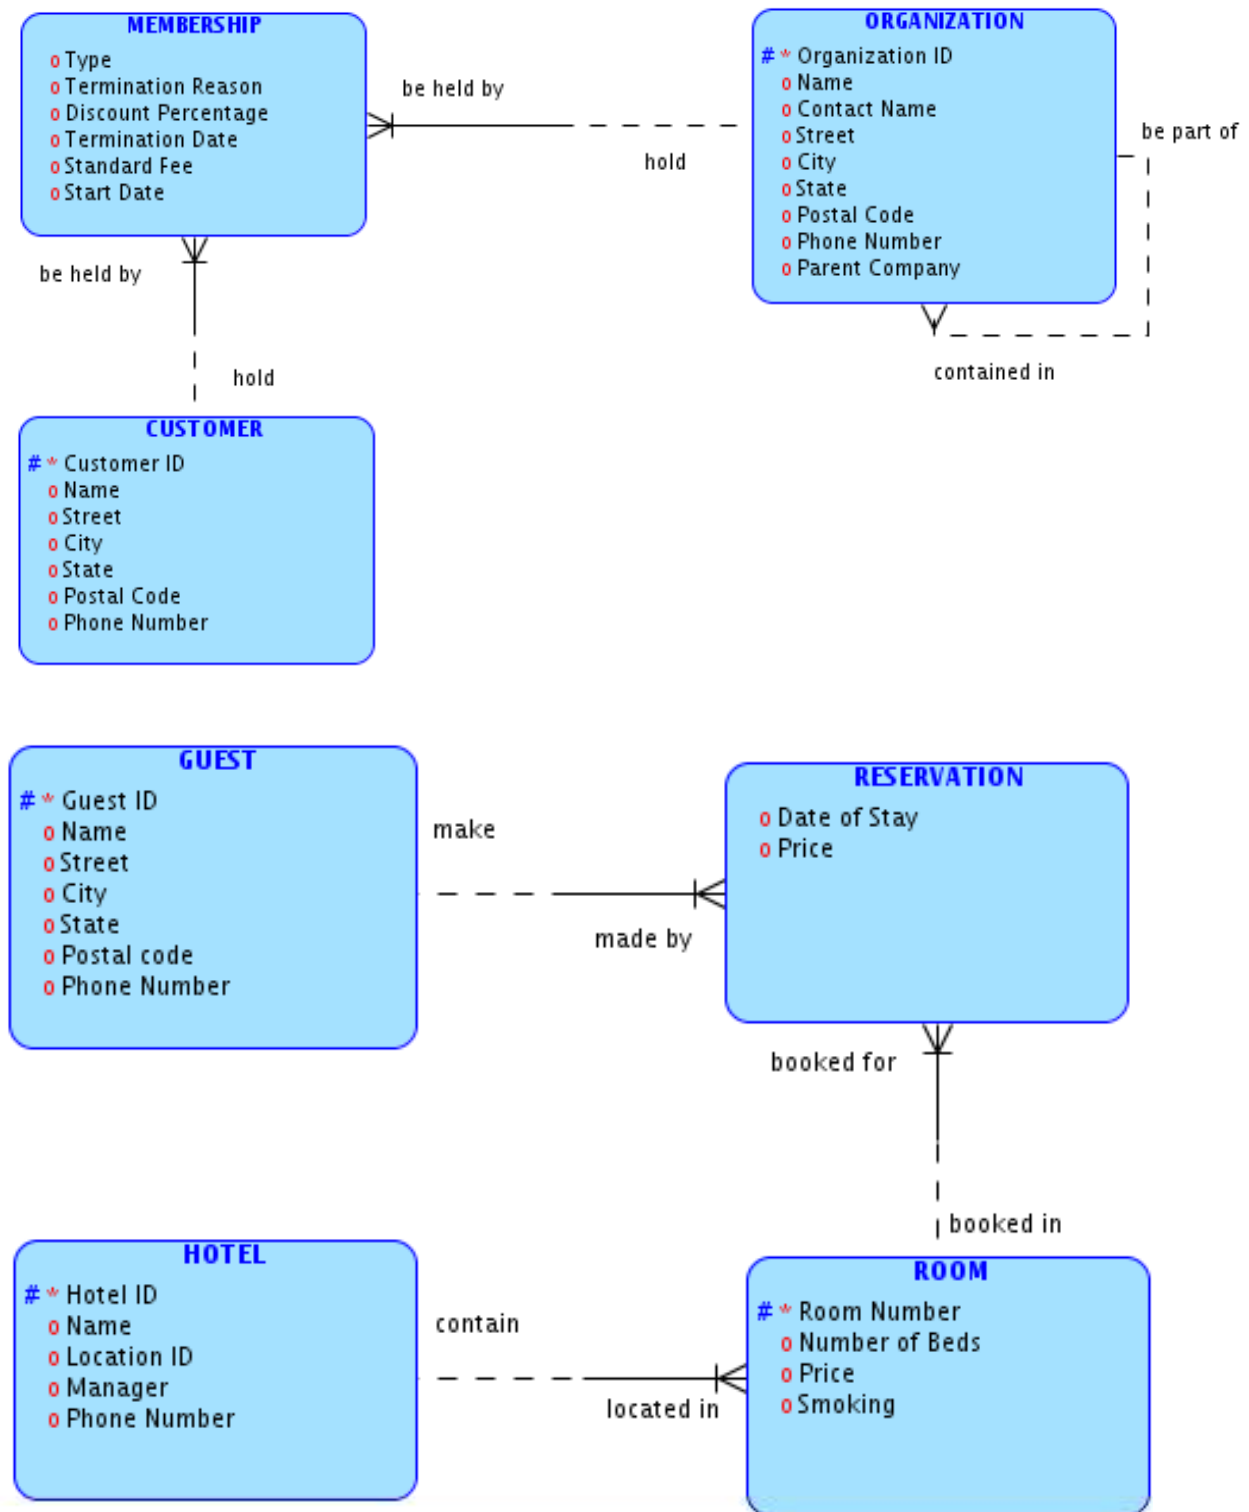 MEMBERSHIP
o Type
o Termination Reason
o Discount Percentage
o Termination Date
o Standard Fee
o Start Date
be held by
hold
ORGANIZATION
# * Organization ID
o Name
o Contact Name
o Street
o City
o State
o Postal Code
o Phone Number
o Parent Company
be part of
contained in
be held by
hold
CUSTOMER
# * Customer ID
o Name
o Street
o City
o State
o Postal Code
o Phone Number
GUEST
# * Guest ID
o Name
o Street
o City
o State
o Postal code
o Phone Number
make
made by
RESERVATION
o Date of Stay
o Price
booked for
booked in
HOTEL
# * Hotel ID
o Name
o Location ID
o Manager
o Phone Number
contain
located in
ROOM
# * Room Number
o Number of Beds
o Price
o Smoking